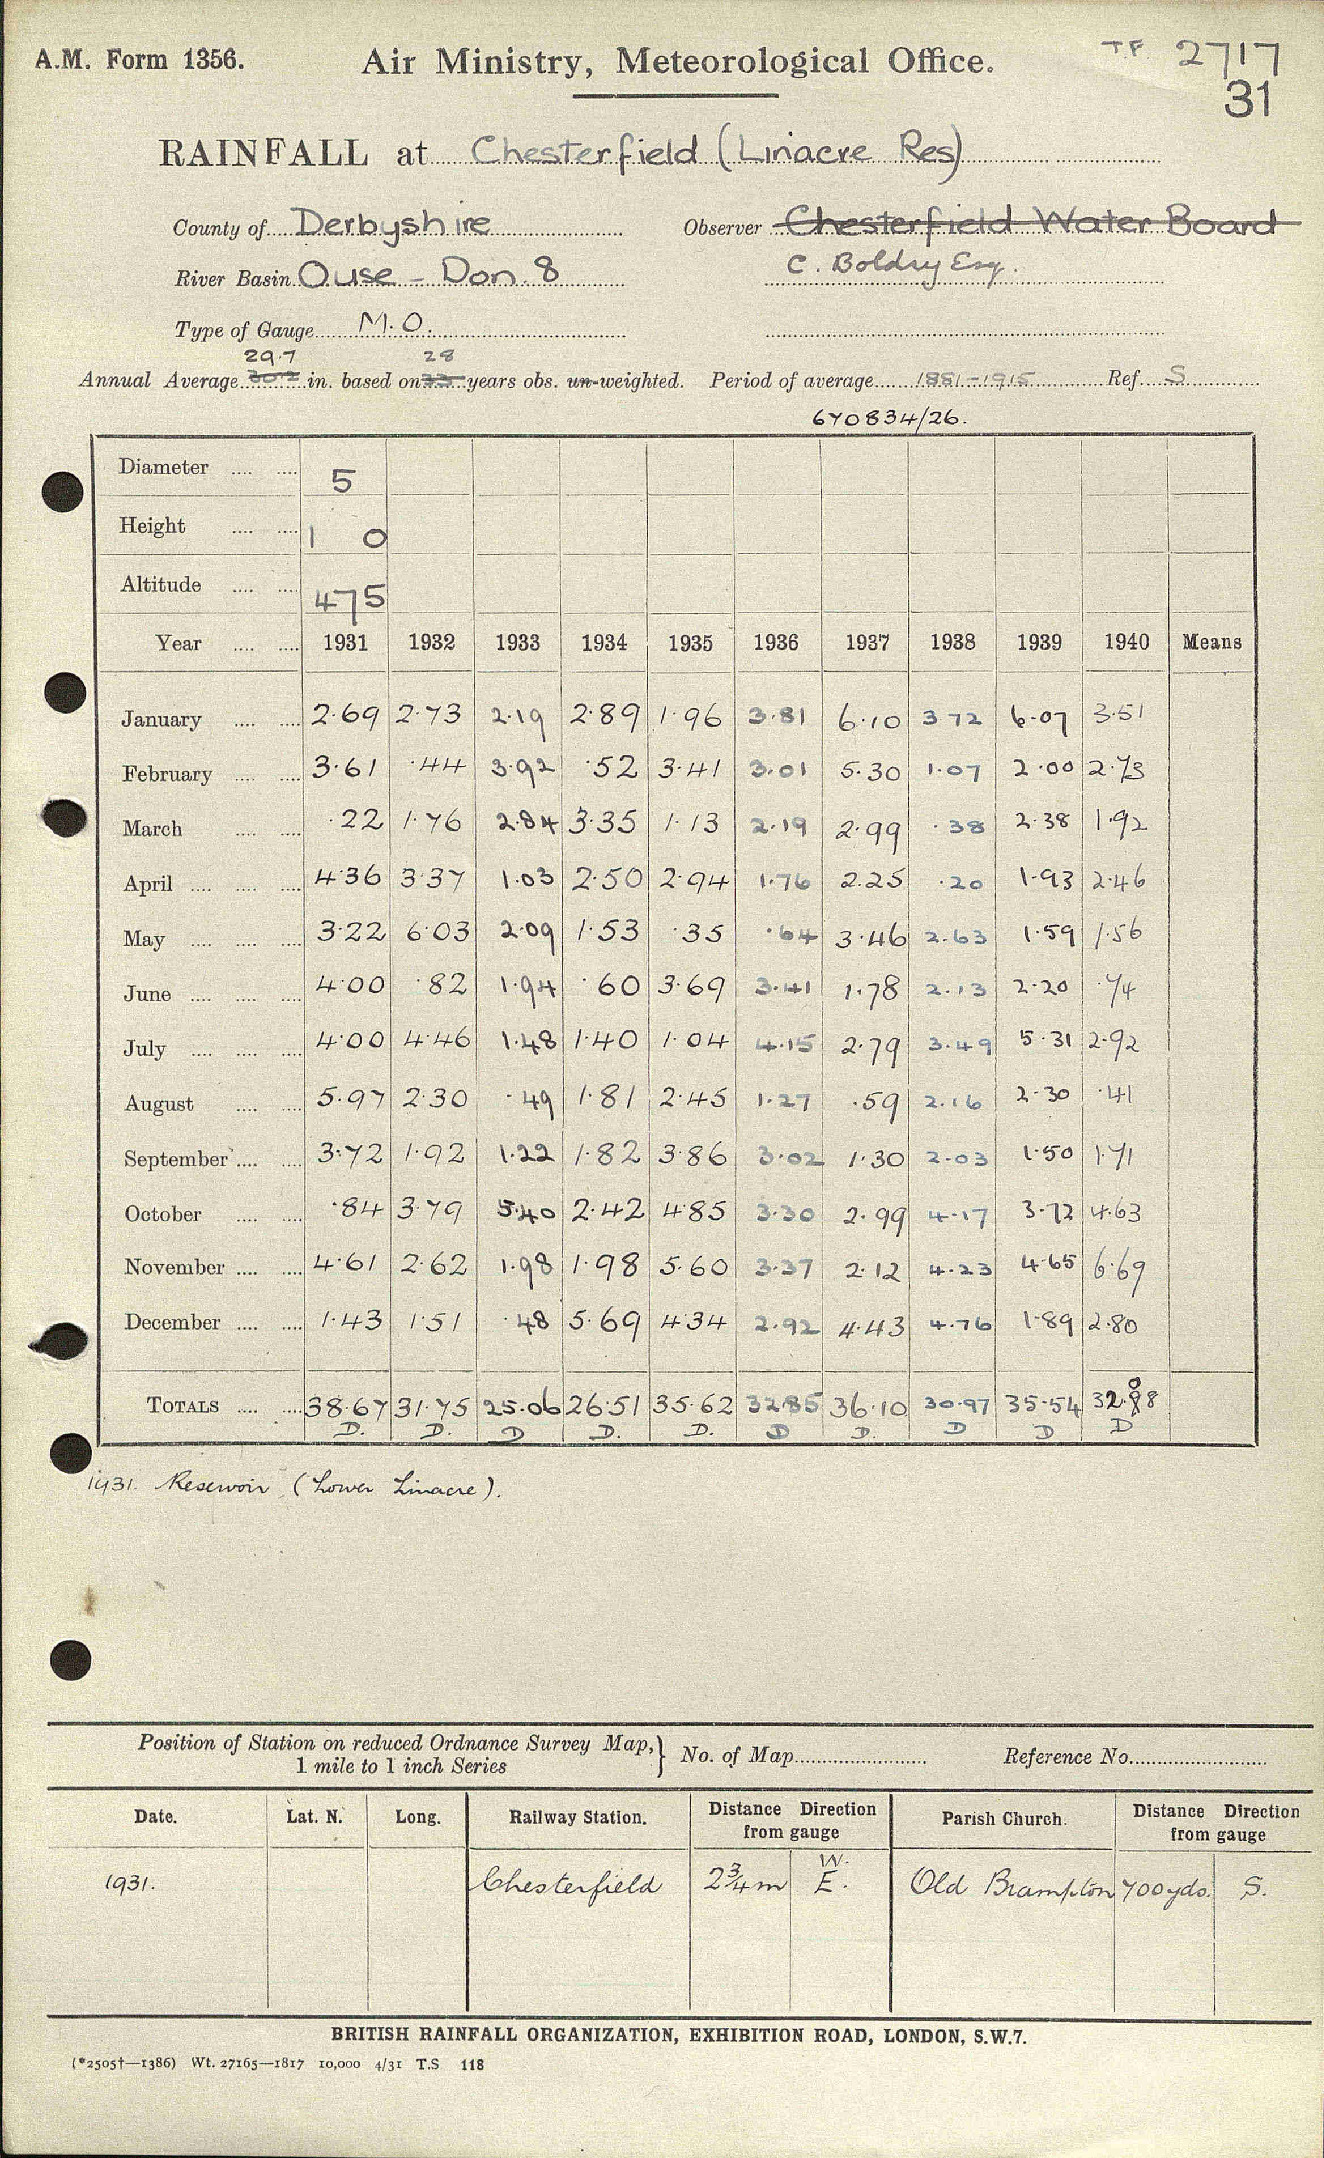 A.M. Form 1356. Air Ministry, Meteorological Office. TF 2717
31
RAINFALL at Chesterfield (Linacre Res)
County of Derbyshire Observer Chesterfield Water Board
River Basin Ouse - Don. 8 C. Boldry Esq.
Type of Gauge M.O.
29.7 28
Annual Average in. based on 33 years obs. un-weighted. Period of average 1881-1915 Ref. S
670834/26.
Diameter .... .... 5
Height .... .... 1 0
Altitude .... .... 475
Year .... .... 1931 1932 1933 1934 1935 1936 1937 1938 1939 1940 Means
January .... .... 2.69 2.73 2.19 2.89 1.96 3.81 6.10 3 72 6.07 3.51
February .... .... 3.61 .44 3.92 .52 3.41 3.01 5.30 1.07 2.00 2.73
March .... .... .22 1.76 2.84 3.35 1.13 2.19 2.99 .38 2.38 1.92
April .... .... .... 4.36 3.37 1.03 2.50 2.94 1.76 2.25 .20 1.93 2.46
May .... .... .... 3.22 6.03 2.09 1.53 .35 .64 3.46 2.63 1.59 1.56
June .... .... .... 4.00 .82 1.94 .60 3.69 3.41 1.78 2.13 2.20 .74
July .... .... .... 4.00 4.46 1.48 1.40 1.04 4.15 2.79 3.49 5.31 2.92
August .... .... 5.97 2.30 .49 1.81 2.45 1.27 .59 2.16 2.30 .41
September .... .... 3.72 1.92 1.22 1.82 3.86 3.02 1.30 2.03 1.50 1.71
October .... .... .84 3.79 5.40 2.42 4.85 3.30 2.99 4.17 3.72 4.63
November .... .... 4.61 2.62 1.98 1.98 5.60 3.37 2.12 4.23 4.65 6.69
December .... .... 1.43 1.51 .48 5.69 4.34 2.92 4.43 4.76 1.89 2.80
TOTALS .... .... 38.67 31.75 25.06 26.51 35.62 32.85 36.10 30.97 35.54 32.08
D. D. D D. D. D D. D D D
1931. Reservoir (Lower Linacre).
Position of Station on reduced Ordnance Survey Map, } No. of Map Reference No.
1 mile to 1 inch Series
Date. Lat. N. Long. Railway Station. Distance Direction from gauge Parish Church. Distance Direction from gauge
1931. Chesterfield 2¾m W. E. Old Brampton 700yds. S.
BRITISH RAINFALL ORGANIZATION, EXHIBITION ROAD, LONDON, S.W.7.
(*2505†—1386) Wt. 27165—1817 10,000 4/31 T.S 118